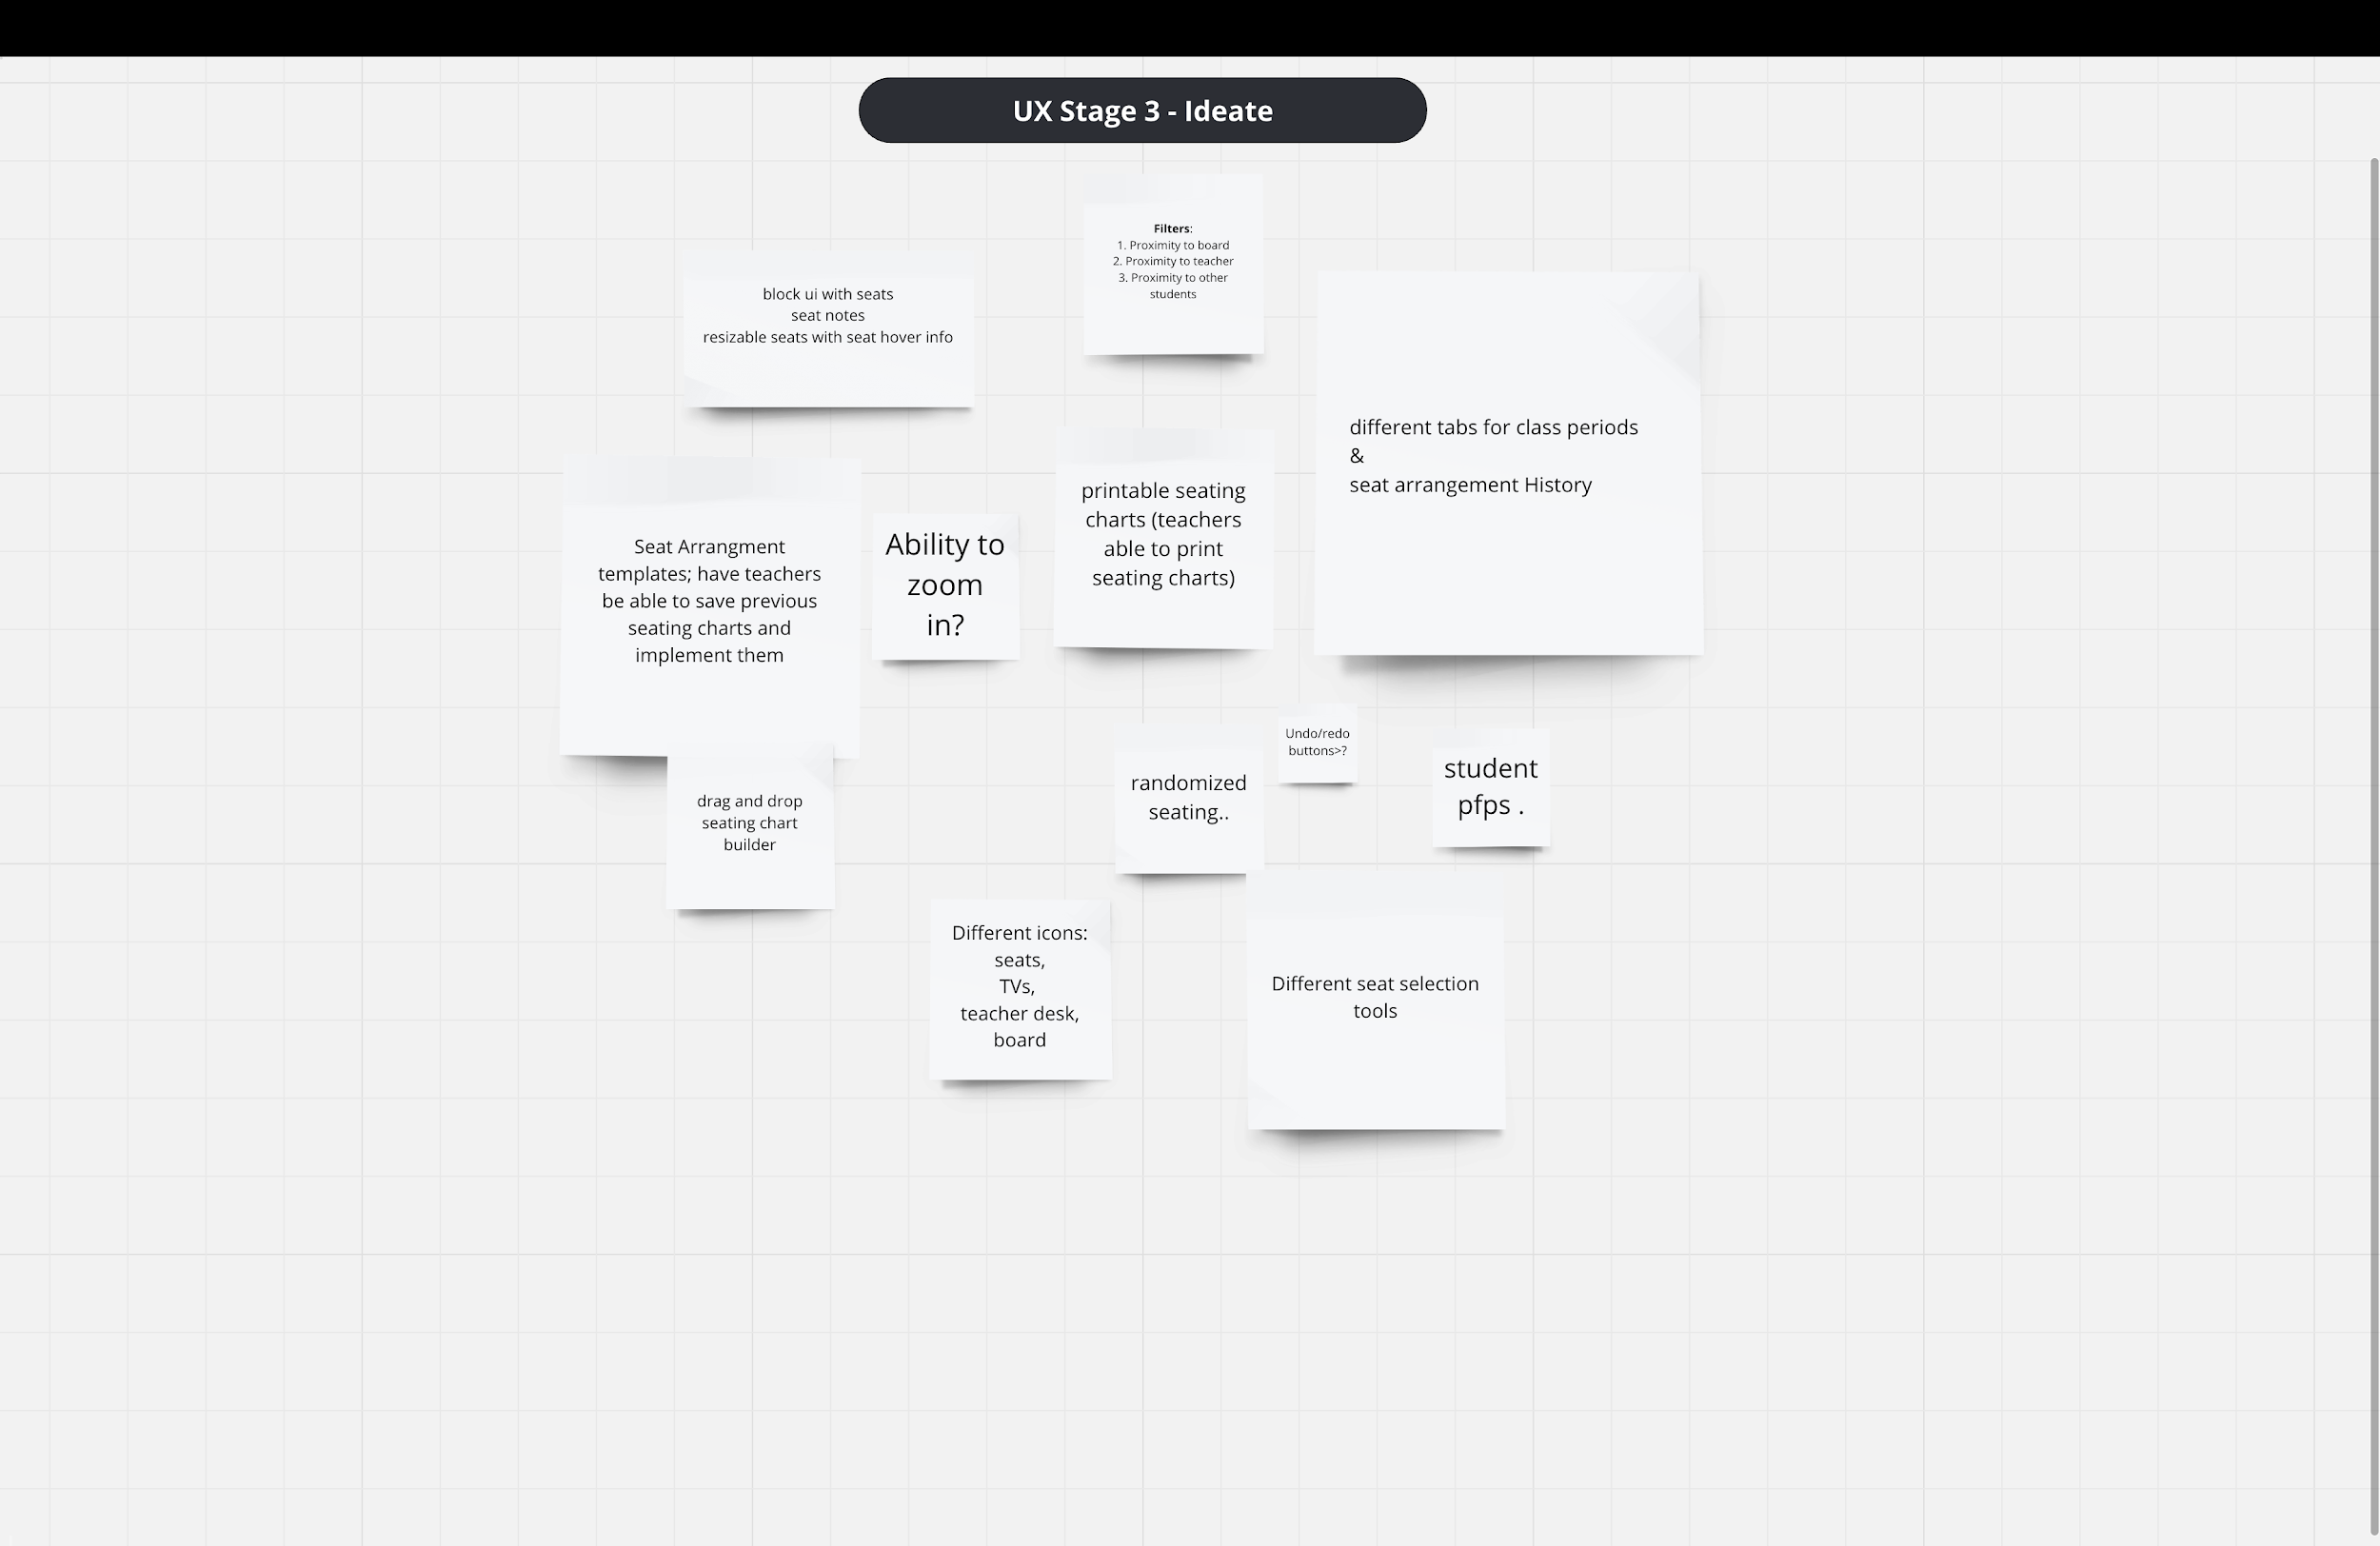 UX Stage 3 - Ideate
Filters:
1. Proximity to board
2. Proximity to teacher
3. Proximity to other
students
block ui with seats
seat notes
resizable seats with seat hover info
different tabs for class periods
&
seat arrangement History
Seat Arrangment
templates; have teachers
be able to save previous
seating charts and
implement them
Ability to
zoom
in?
printable seating
charts (teachers
able to print
seating charts)
drag and drop
seating chart
builder
randomized
seating..
Undo/redo
buttons>?
student
pfps .
Different icons:
seats,
TVs,
teacher desk,
board
Different seat selection
tools